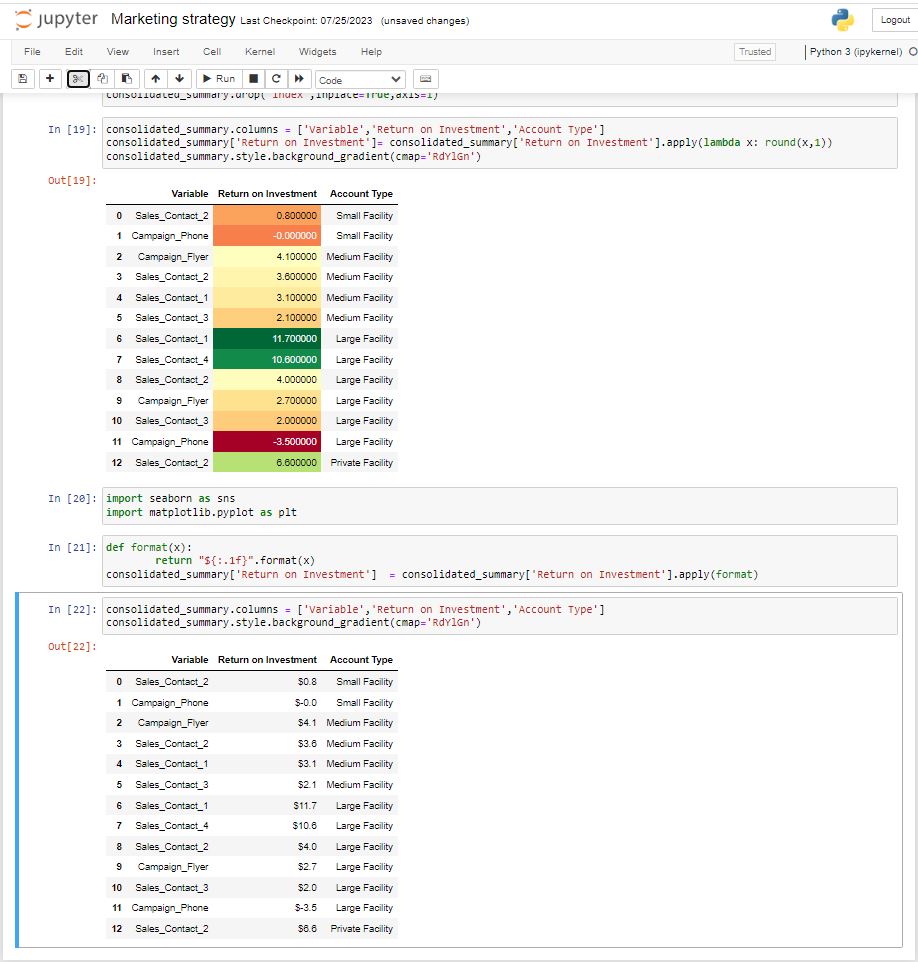 jupyter Marketing strategy Last Checkpoint: 07/25/2023 (unsaved changes)
Logout
File Edit View Insert Cell Kernel Widgets Help
Trusted
Python 3 (ipykernel)
Run
Code
consolidated_summary.drop('index',inplace=True,axis=1)
In [19]:
consolidated_summary.columns = ['Variable','Return on Investment','Account Type']
consolidated_summary['Return on Investment']= consolidated_summary['Return on Investment'].apply(lambda x: round(x,1))
consolidated_summary.style.background_gradient(cmap='RdYlGn')
Out[19]:
Variable Return on Investment Account Type
0 Sales_Contact_2 0.800000 Small Facility
1 Campaign_Phone -0.000000 Small Facility
2 Campaign_Flyer 4.100000 Medium Facility
3 Sales_Contact_2 3.600000 Medium Facility
4 Sales_Contact_1 3.100000 Medium Facility
5 Sales_Contact_3 2.100000 Medium Facility
6 Sales_Contact_1 11.700000 Large Facility
7 Sales_Contact_4 10.600000 Large Facility
8 Sales_Contact_2 4.000000 Large Facility
9 Campaign_Flyer 2.700000 Large Facility
10 Sales_Contact_3 2.000000 Large Facility
11 Campaign_Phone -3.500000 Large Facility
12 Sales_Contact_2 6.600000 Private Facility
In [20]:
import seaborn as sns
import matplotlib.pyplot as plt
In [21]:
def format(x):
return "${:.1f}".format(x)
consolidated_summary['Return on Investment'] = consolidated_summary['Return on Investment'].apply(format)
In [22]:
consolidated_summary.columns = ['Variable','Return on Investment','Account Type']
consolidated_summary.style.background_gradient(cmap='RdYlGn')
Out[22]:
Variable Return on Investment Account Type
0 Sales_Contact_2 $0.8 Small Facility
1 Campaign_Phone $-0.0 Small Facility
2 Campaign_Flyer $4.1 Medium Facility
3 Sales_Contact_2 $3.6 Medium Facility
4 Sales_Contact_1 $3.1 Medium Facility
5 Sales_Contact_3 $2.1 Medium Facility
6 Sales_Contact_1 $11.7 Large Facility
7 Sales_Contact_4 $10.6 Large Facility
8 Sales_Contact_2 $4.0 Large Facility
9 Campaign_Flyer $2.7 Large Facility
10 Sales_Contact_3 $2.0 Large Facility
11 Campaign_Phone $-3.5 Large Facility
12 Sales_Contact_2 $6.6 Private Facility